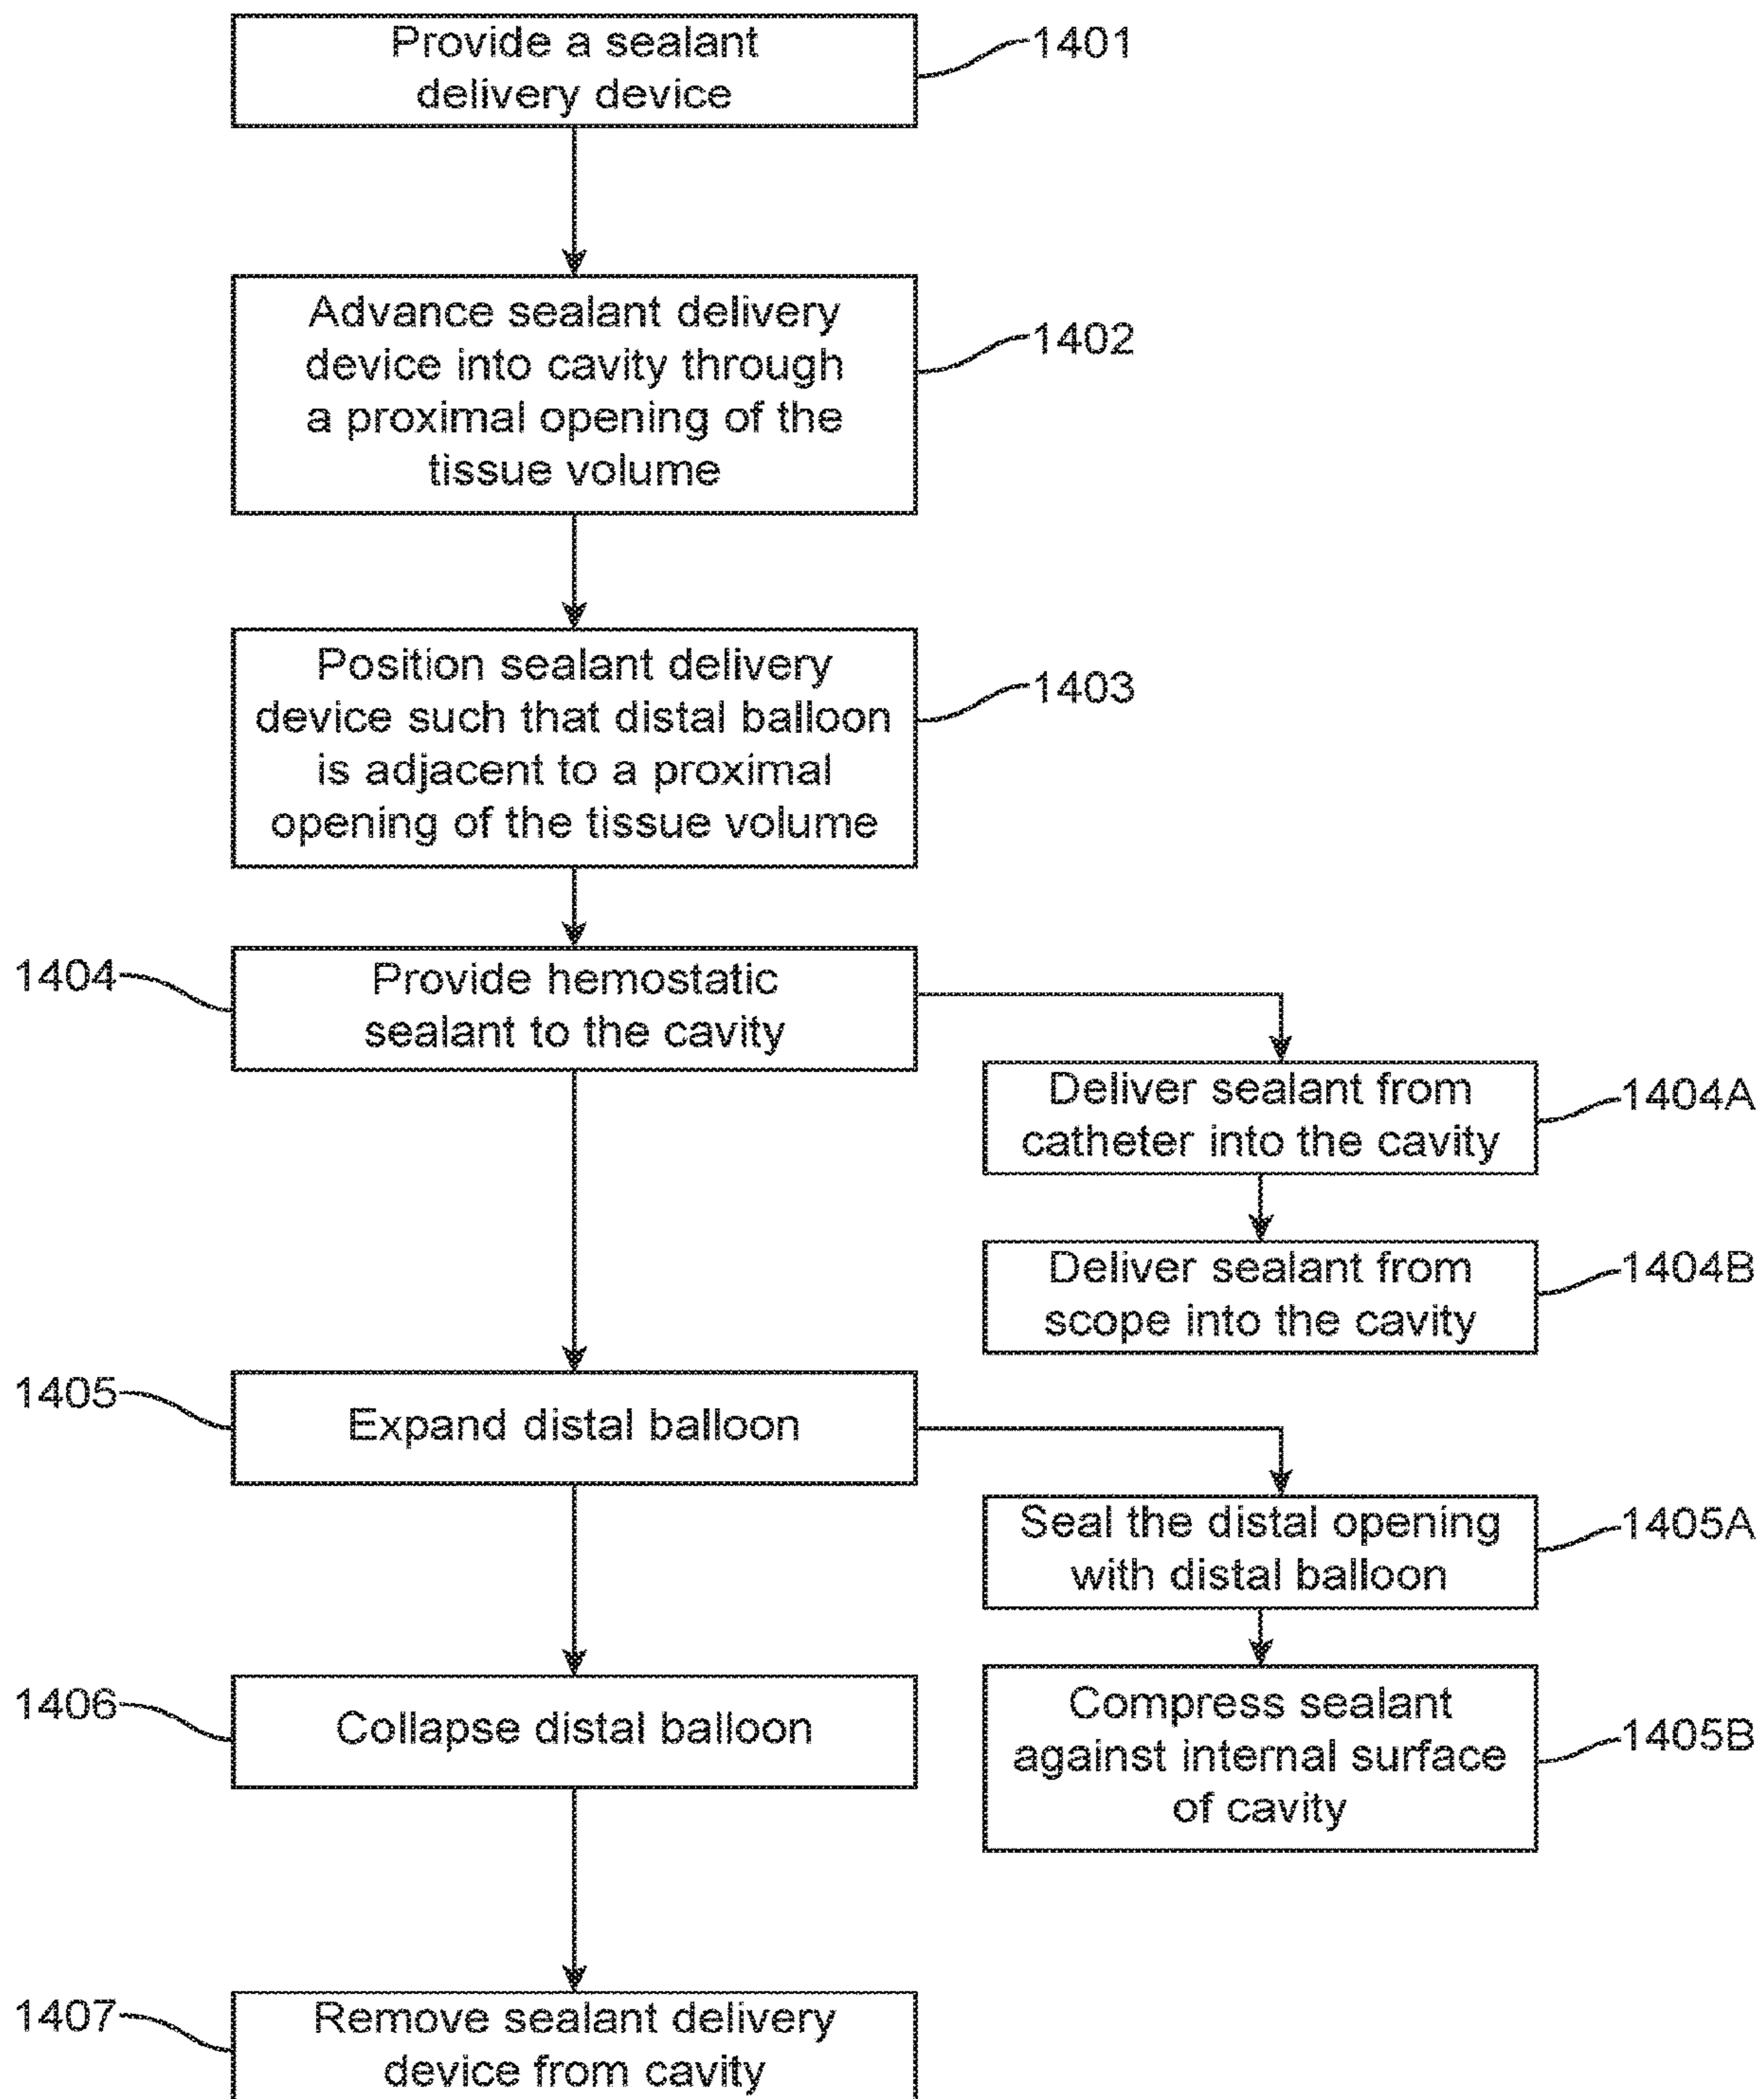 Provide a sealant
delivery device
1401
Advance sealant delivery
device into cavity through
a proximal opening of the
tissue volume
1402
Position sealant delivery
device such that distal balloon
is adjacent to a proximal
opening of the tissue volume
1403
1404
Provide hemostatic
sealant to the cavity
Deliver sealant from
catheter into the cavity
1404A
Deliver sealant from
scope into the cavity
1404B
1405
Expand distal balloon
Seal the distal opening
with distal balloon
1405A
Compress sealant
against internal surface
of cavity
1405B
1406
Collapse distal balloon
1407
Remove sealant delivery
device from cavity